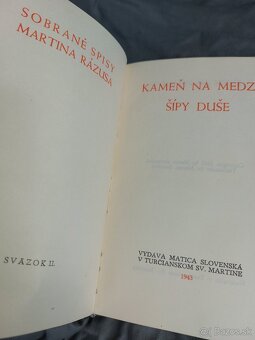 SOBRANÉ SPISY
MARTINA RÁZUSA
SVÄZOK II.
KAMEŇ NA MEDZ
ŠÍPY DUŠE
VYDALA MATICA SLOVENSKÁ
V TURČIANSKOM SV. MARTINE
1943
bazos.sk